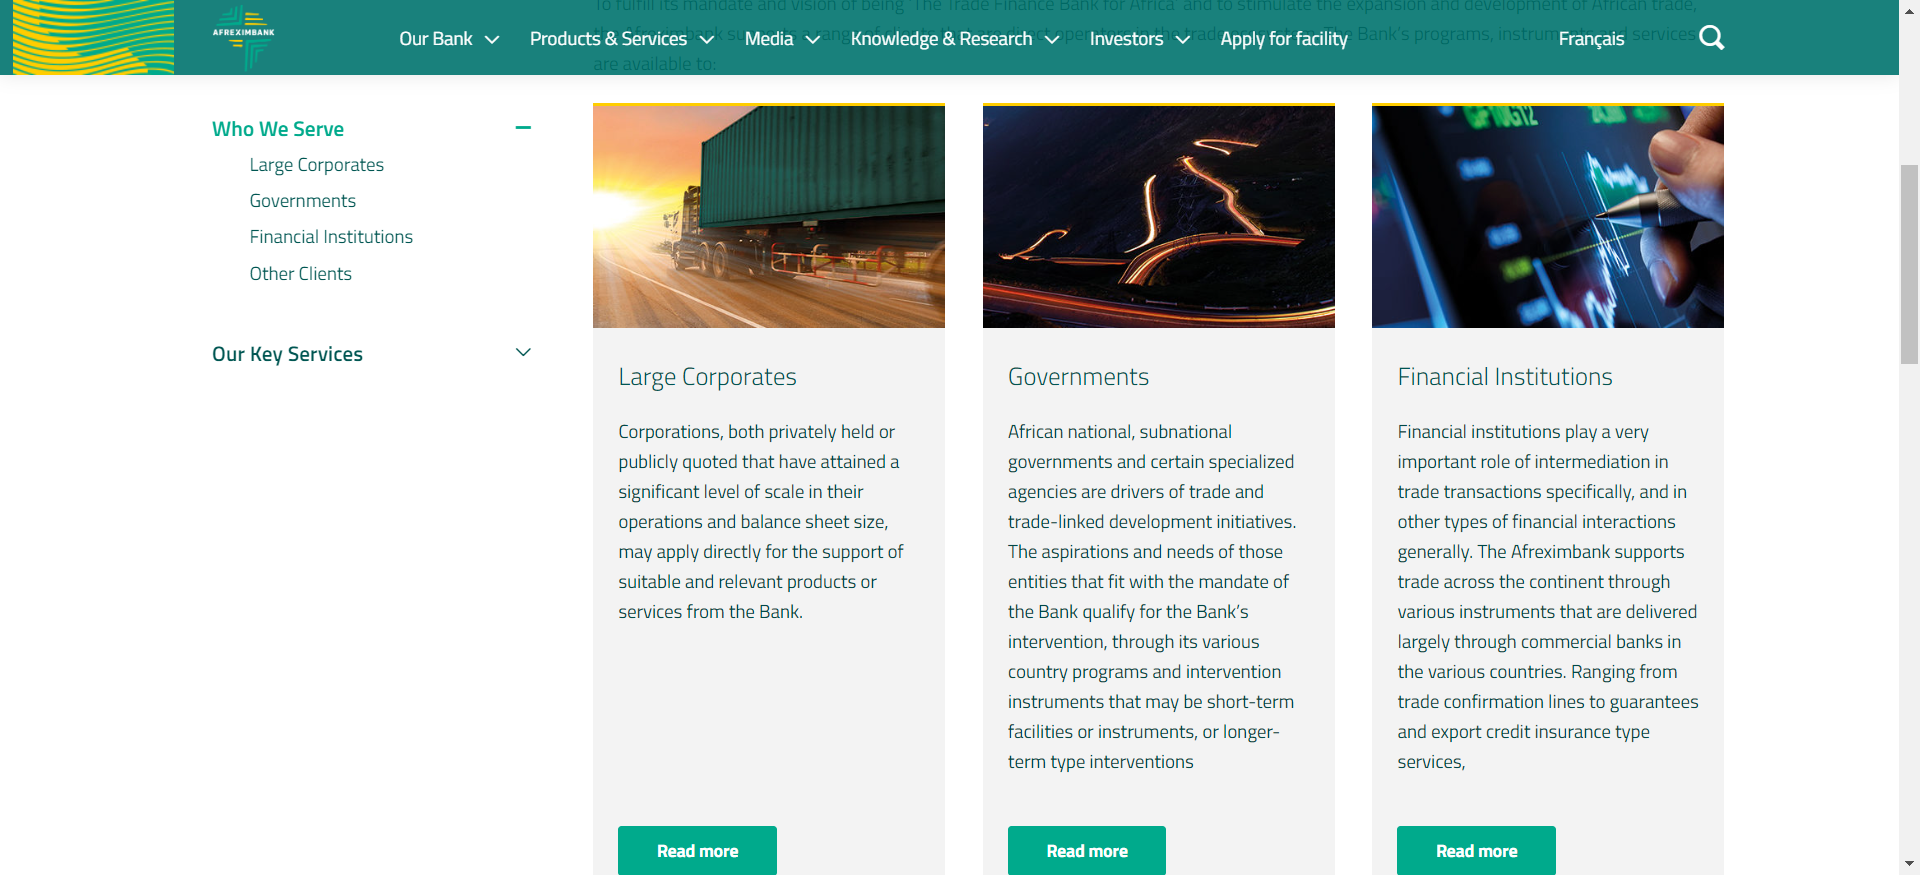 To fulfill its mandate and vision of being 'The Trade Finance Bank for Africa' and to stimulate the expansion and development of African trade,
AFREXIMBANK
Our Bank
Products & Services
Media
Knowledge & Research
Investors
Apply for facility
Français
are available to:
Who We Serve
Large Corporates
Governments
Financial Institutions
Other Clients
Our Key Services
Large Corporates
Corporations, both privately held or
publicly quoted that have attained a
significant level of scale in their
operations and balance sheet size,
may apply directly for the support of
suitable and relevant products or
services from the Bank.
Read more
Governments
African national, subnational
governments and certain specialized
agencies are drivers of trade and
trade-linked development initiatives.
The aspirations and needs of those
entities that fit with the mandate of
the Bank qualify for the Bank's
intervention, through its various
country programs and intervention
instruments that may be short-term
facilities or instruments, or longer-
term type interventions
Read more
Financial Institutions
Financial institutions play a very
important role of intermediation in
trade transactions specifically, and in
other types of financial interactions
generally. The Afreximbank supports
trade across the continent through
various instruments that are delivered
largely through commercial banks in
the various countries. Ranging from
trade confirmation lines to guarantees
and export credit insurance type
services,
Read more